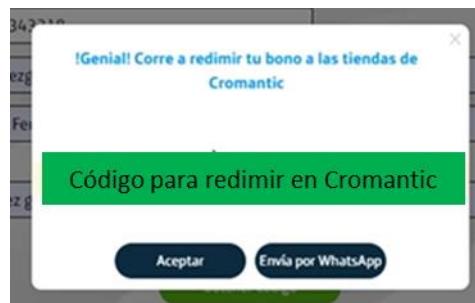 !Genial! Corre a redimir tu bono a las tiendas de
Cromantic
Código para redimir en Cromantic
Aceptar
Envía por WhatsApp